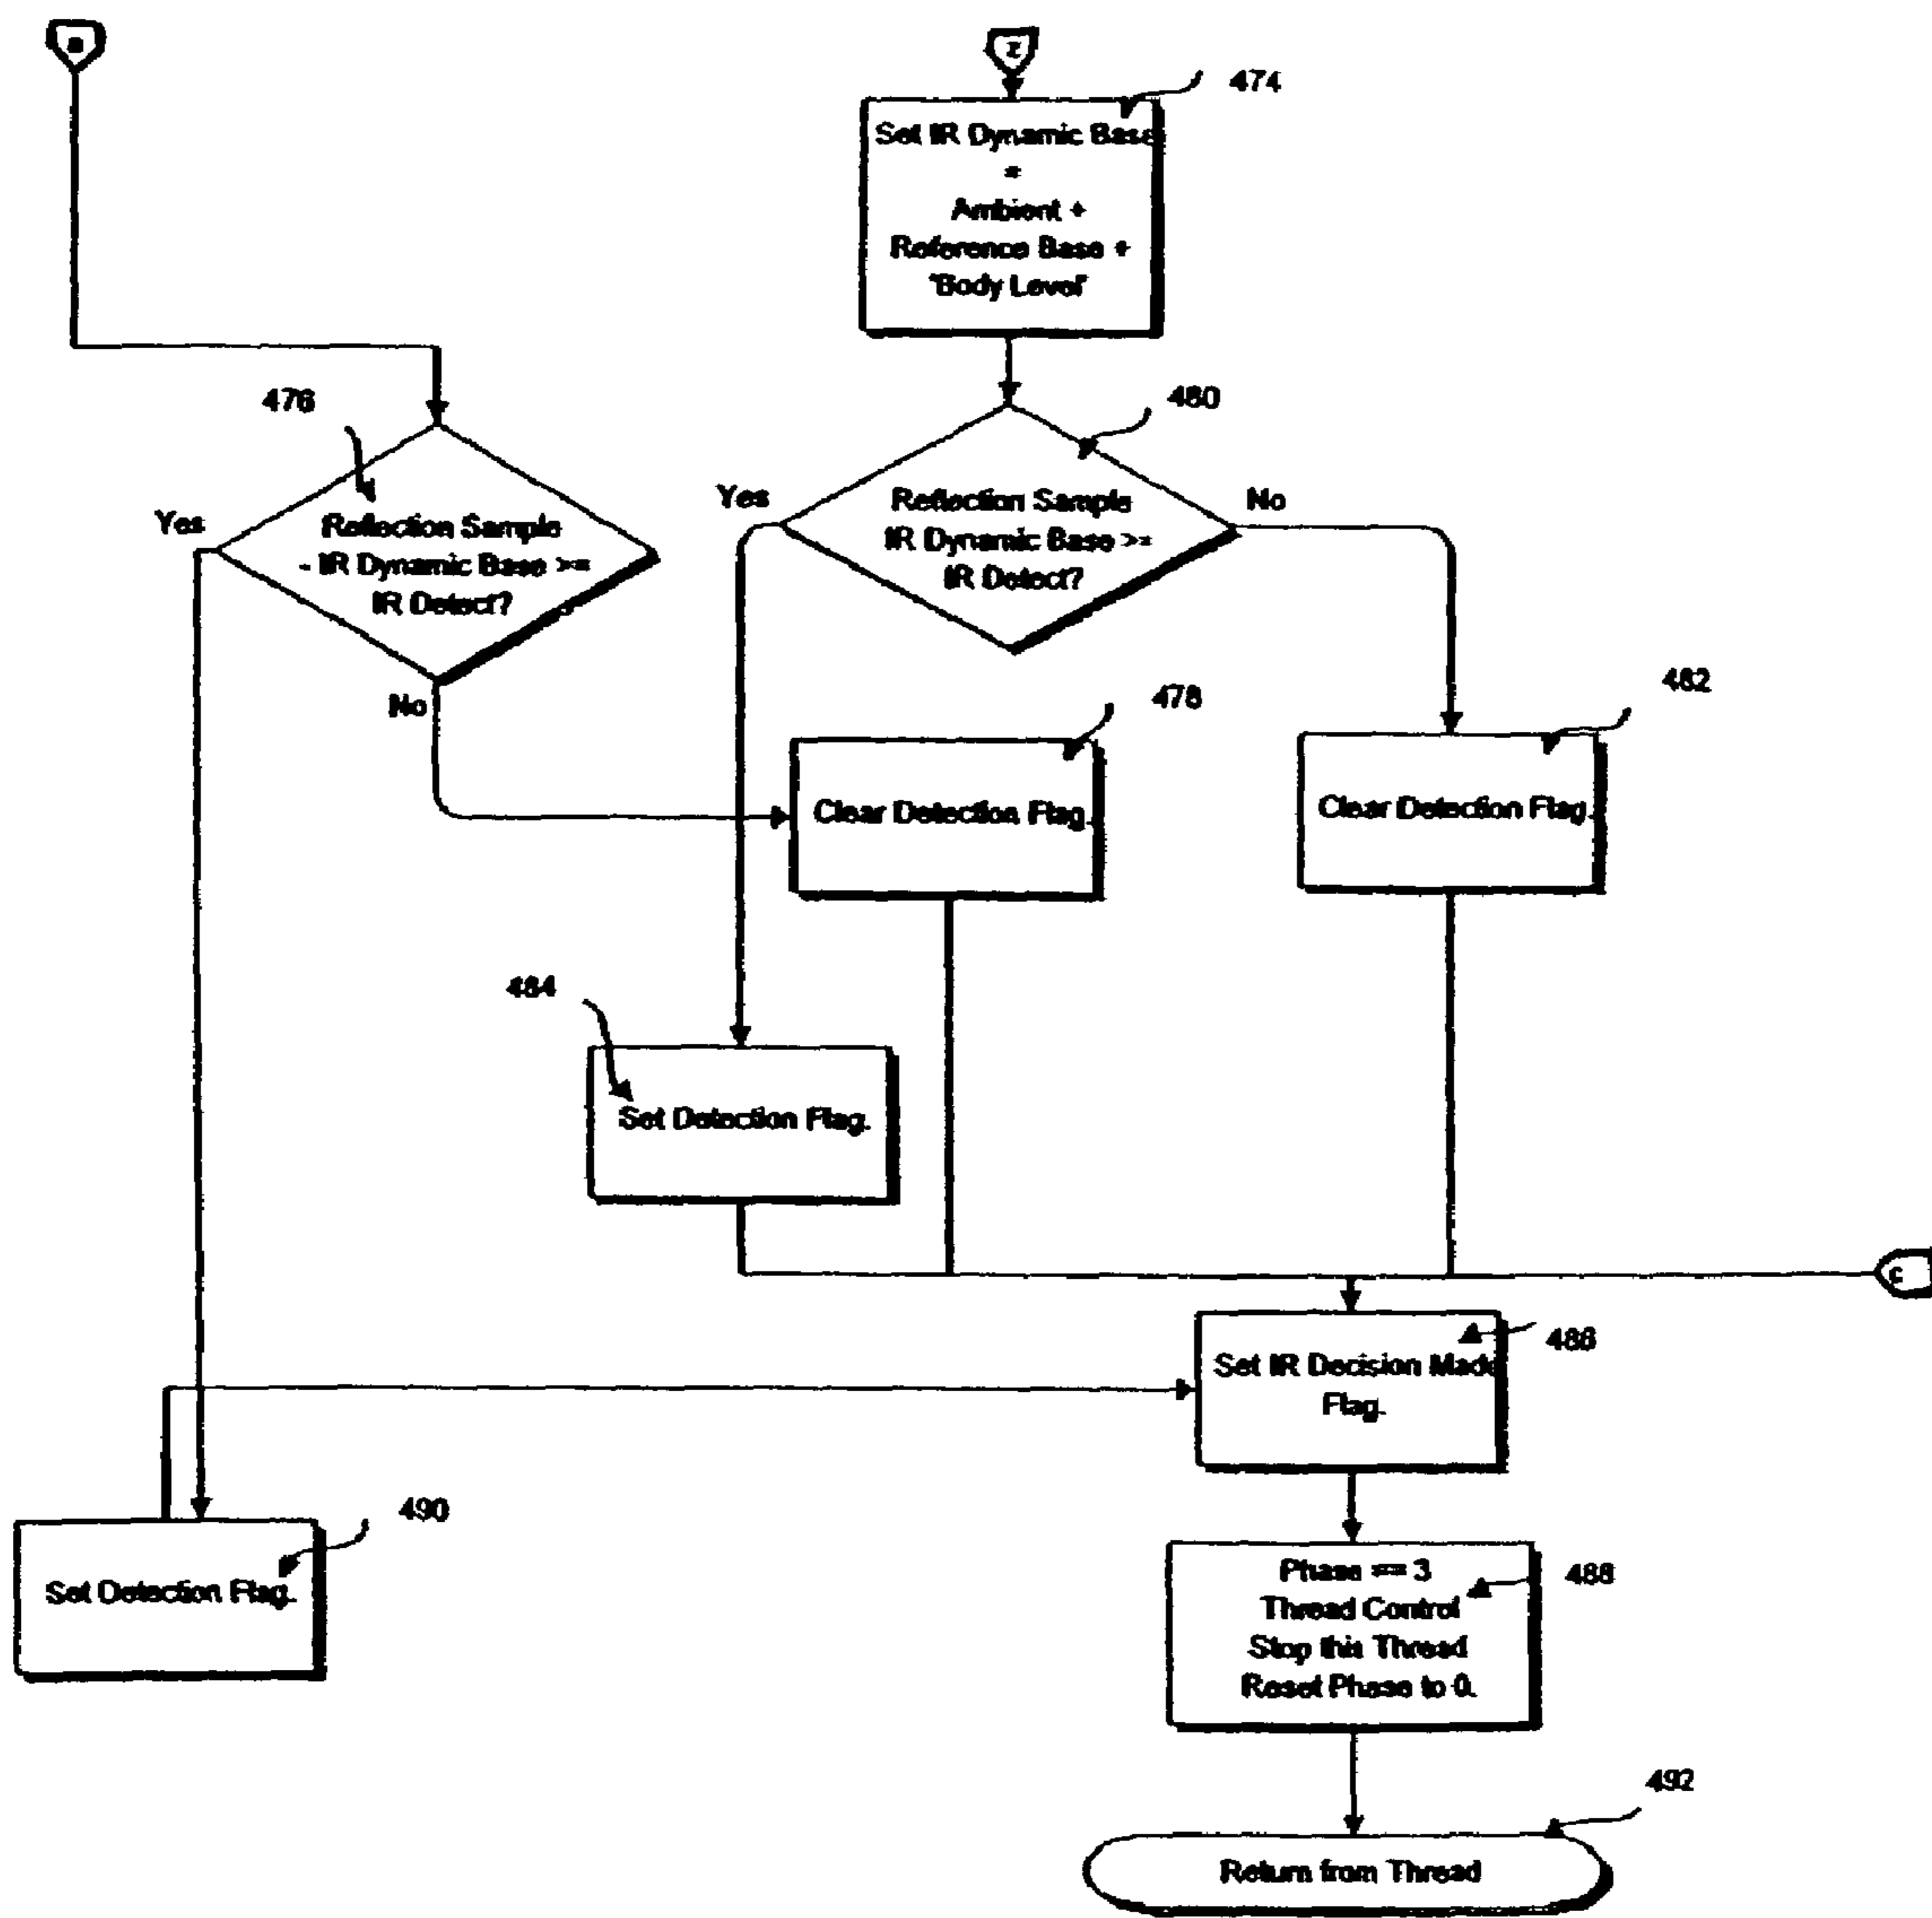 z
474
Set IR Dynamic Base
=
Ambient +
Reference Base +
"Body Level"
476
480
Yes
Reflection Sample
- IR Dynamic Base >=
IR Detect?
No
Yes
Reflection Sample
IR Dynamic Base >=
IR Detect?
No
478
482
Clear Detection Flag.
Clear Detection Flag.
484
Set Detection Flag.
c
486
Set IR Decision Made
Flag.
490
Set Detection Flag.
488
Phase == 3
Thread Control
Stop this Thread
Reset Phase to 0.
492
Return from Thread